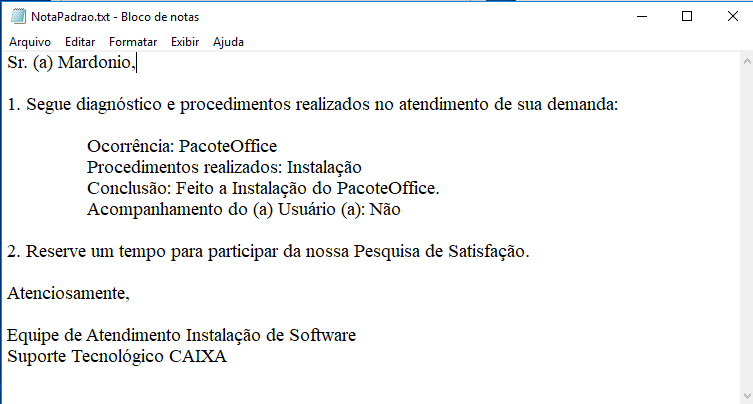 NotaPadrao.txt - Bloco de notas
Arquivo Editar Formatar Exibir Ajuda
Sr. (a) Mardonio,
1. Segue diagnóstico e procedimentos realizados no atendimento de sua demanda:
Ocorrência: PacoteOffice
Procedimentos realizados: Instalação
Conclusão: Feito a Instalação do PacoteOffice.
Acompanhamento do (a) Usuário (a): Não
2. Reserve um tempo para participar da nossa Pesquisa de Satisfação.
Atenciosamente,
Equipe de Atendimento Instalação de Software
Suporte Tecnológico CAIXA